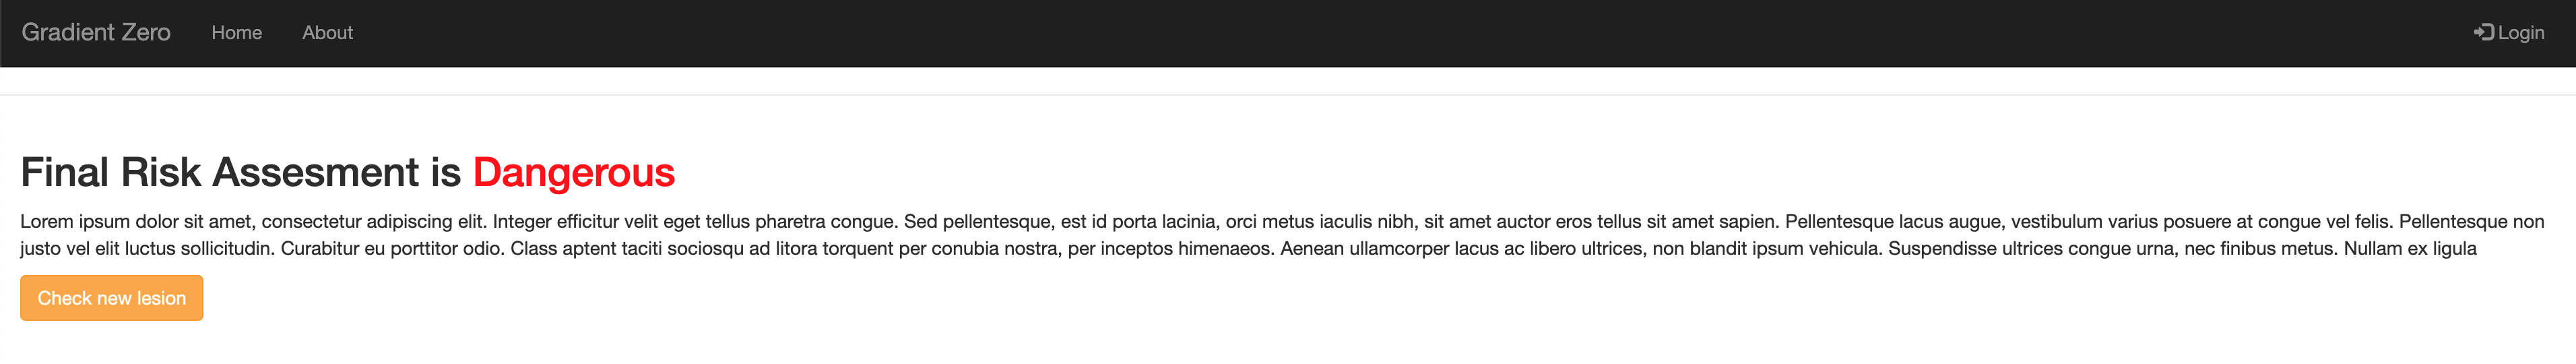 Gradient Zero Home About Login
Final Risk Assesment is Dangerous
Lorem ipsum dolor sit amet, consectetur adipiscing elit. Integer efficitur velit eget tellus pharetra congue. Sed pellentesque, est id porta lacinia, orci metus iaculis nibh, sit amet auctor eros tellus sit amet sapien. Pellentesque lacus augue, vestibulum varius posuere at congue vel felis. Pellentesque non
justo vel elit luctus sollicitudin. Curabitur eu porttitor odio. Class aptent taciti sociosqu ad litora torquent per conubia nostra, per inceptos himenaeos. Aenean ullamcorper lacus ac libero ultrices, non blandit ipsum vehicula. Suspendisse ultrices congue urna, nec finibus metus. Nullam ex ligula
Check new lesion